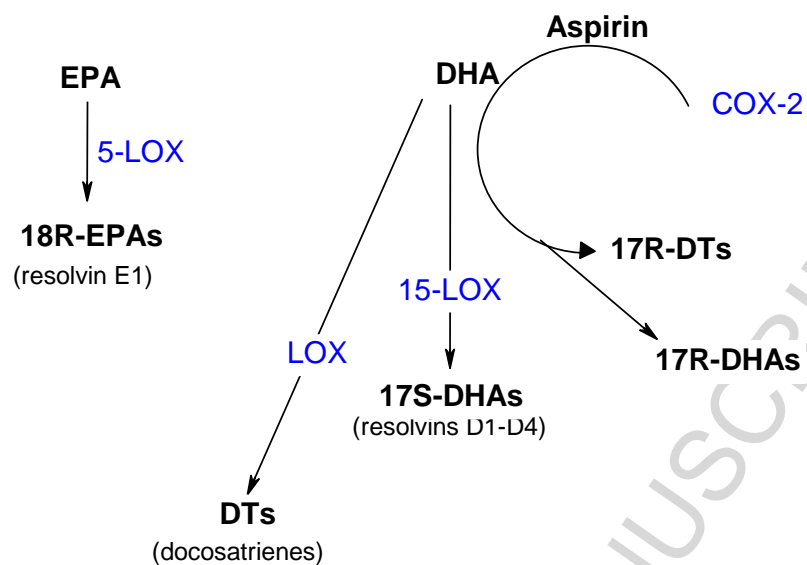 Aspirin
EPA
DHA
COX-2
5-LOX
18R-EPAs
(resolvin E1)
17R-DTs
15-LOX
LOX
17R-DHAs
17S-DHAs
(resolvins D1-D4)
DTs
(docosatrienes)